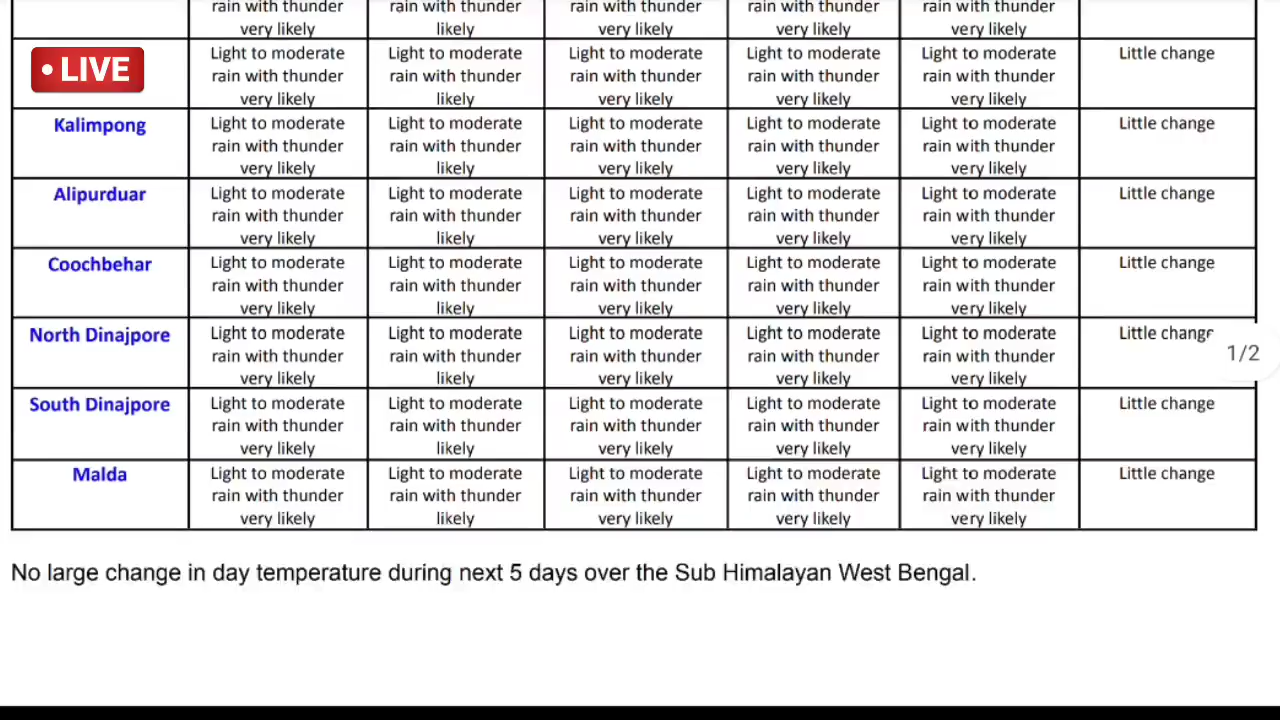 rain with thunder rain with thunder rain with thunder rain with thunder rain with thunder
very likely likely very likely very likely very likely
• LIVE
Light to moderate Light to moderate Light to moderate Light to moderate Light to moderate Little change
rain with thunder rain with thunder rain with thunder rain with thunder rain with thunder
very likely likely very likely very likely very likely
Kalimpong Light to moderate Light to moderate Light to moderate Light to moderate Light to moderate Little change
rain with thunder rain with thunder rain with thunder rain with thunder rain with thunder
very likely likely very likely very likely very likely
Alipurduar Light to moderate Light to moderate Light to moderate Light to moderate Light to moderate Little change
rain with thunder rain with thunder rain with thunder rain with thunder rain with thunder
very likely likely very likely very likely very likely
Coochbehar Light to moderate Light to moderate Light to moderate Light to moderate Light to moderate Little change
rain with thunder rain with thunder rain with thunder rain with thunder rain with thunder
very likely likely very likely very likely very likely
North Dinajpore Light to moderate Light to moderate Light to moderate Light to moderate Light to moderate Little change
rain with thunder rain with thunder rain with thunder rain with thunder rain with thunder
1/2
very likely likely very likely very likely very likely
South Dinajpore Light to moderate Light to moderate Light to moderate Light to moderate Light to moderate Little change
rain with thunder rain with thunder rain with thunder rain with thunder rain with thunder
very likely likely very likely very likely very likely
Malda Light to moderate Light to moderate Light to moderate Light to moderate Light to moderate Little change
rain with thunder rain with thunder rain with thunder rain with thunder rain with thunder
very likely likely very likely very likely very likely
No large change in day temperature during next 5 days over the Sub Himalayan West Bengal.